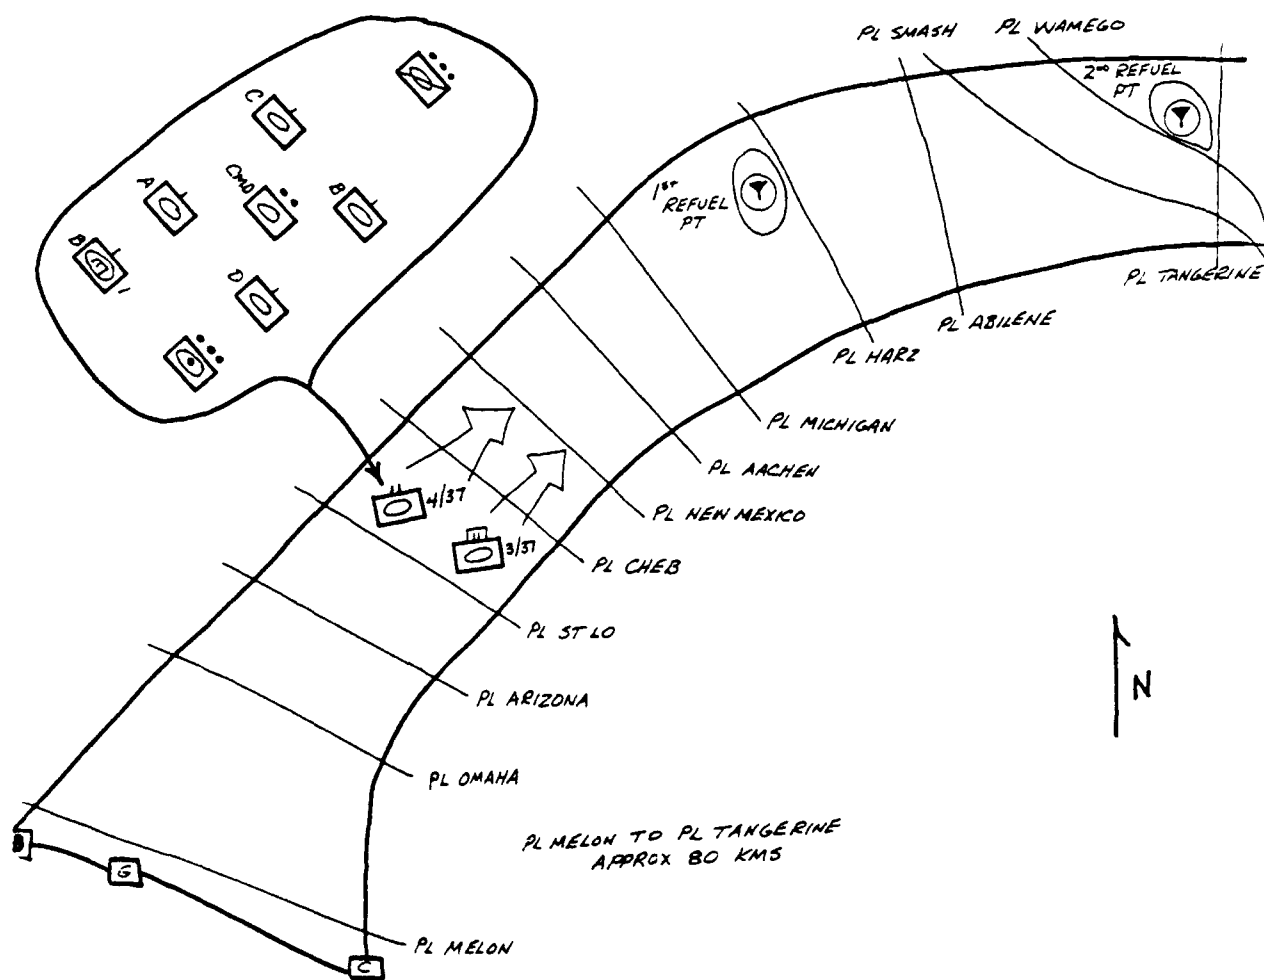 PL SMASH
PL WAMEGO
2ND REFUEL
PT
C
A
CMD
B
B
D
1
1ST
REFUEL
PT
PL TANGERINE
PL ABILENE
PL HARZ
PL MICHIGAN
PL AACHEN
4/37
PL NEW MEXICO
3/37
PL CHEB
PL ST LO
PL ARIZONA
N
PL OMAHA
PL MELON TO PL TANGERINE
APPROX 80 KMS
B
G
PL MELON
C